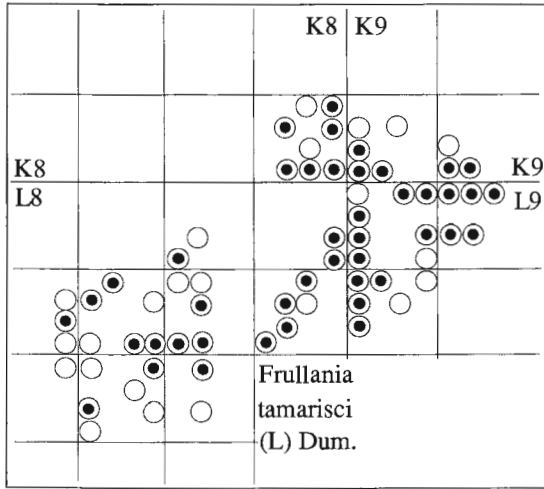 K8 K9
K8 K9
L8 L9
Frullania
tamarisci
(L) Dum.